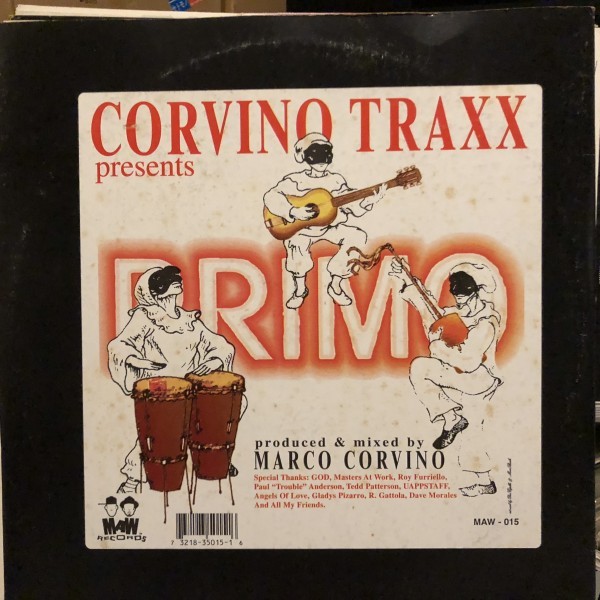 CORVINO TRAXX
presents
PRIMO
produced & mixed by
MARCO CORVINO
Special Thanks: GOD, Masters At Work, Roy Furriello,
Paul "Trouble" Anderson, Tedd Patterson, UAPPSTAFF,
Angels Of Love, Gladys Pizarro, R. Gattola, Dave Morales
And All My Friends.
MAW
RECORDS
7 3218-35015-1 6
MAW - 015